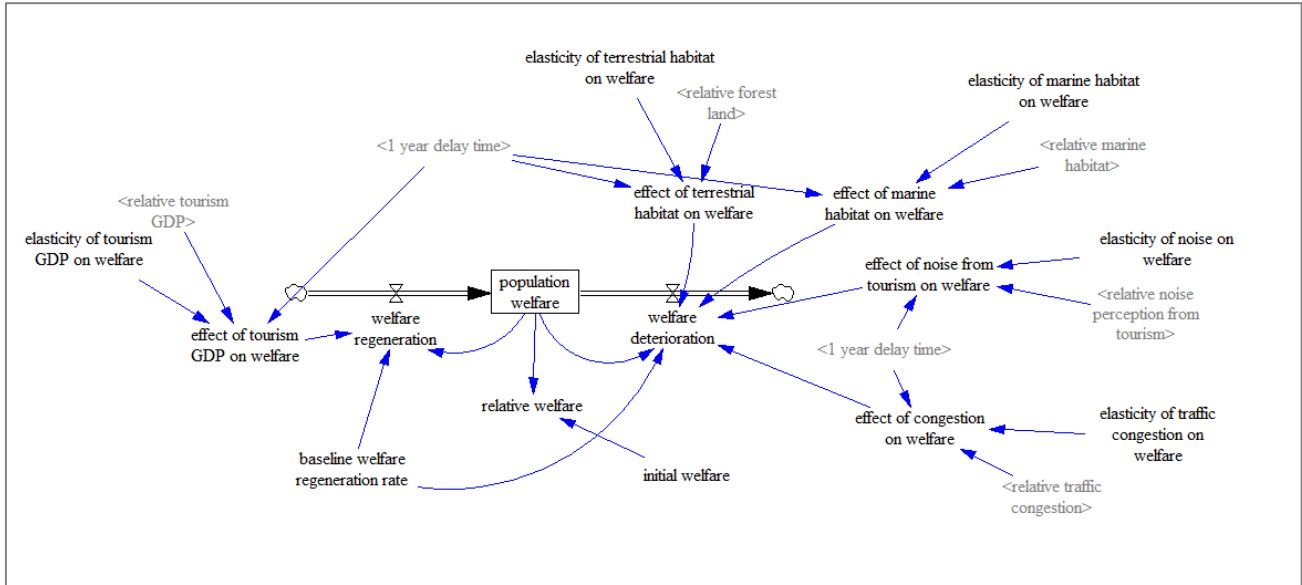 elasticity of terrestrial habitat
on welfare
<relative forest
land>
elasticity of marine habitat
on welfare
<1 year delay time>
<relative marine
habitat>
effect of terrestrial
habitat on welfare
effect of marine
habitat on welfare
<relative tourism
GDP>
elasticity of tourism
GDP on welfare
elasticity of noise on
welfare
effect of noise from
tourism on welfare
population
welfare
<relative noise
perception from
tourism>
welfare
regeneration
welfare
deterioration
effect of tourism
GDP on welfare
<1 year delay time>
relative welfare
effect of congestion
on welfare
elasticity of traffic
congestion on
welfare
baseline welfare
regeneration rate
initial welfare
<relative traffic
congestion>